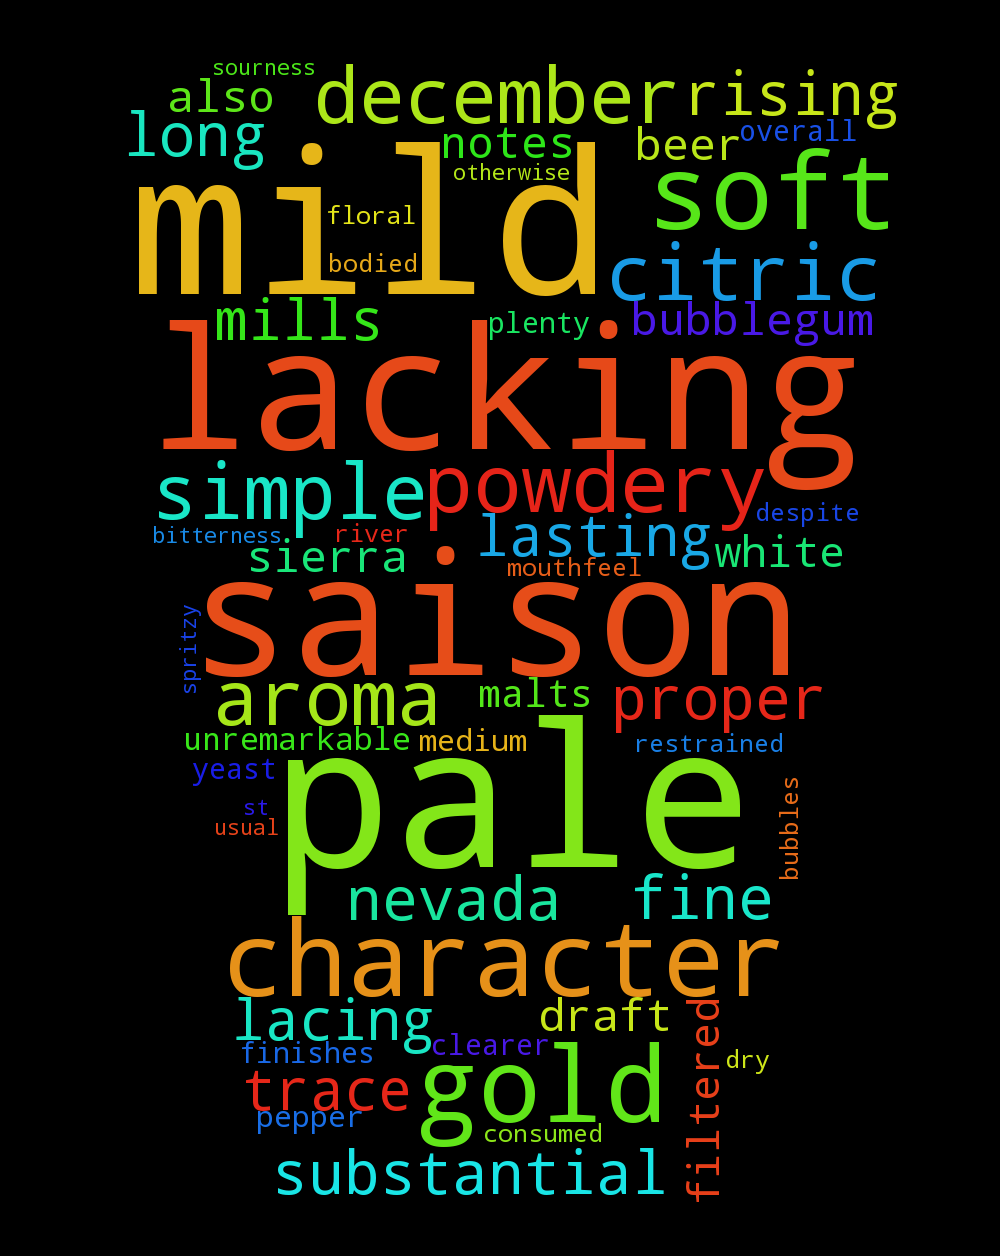 sourness
also
december
rising
long
notes
beer
overall
otherwise
mild
soft
floral
bodied
citric
mills
plenty
bubblegum
lacking
simple
powdery
despite
bitterness
river
lasting
sierra
white
mouthfeel
saison
spritzy
aroma
malts
proper
unremarkable
medium
restrained
yeast
pale
st
usual
bubbles
nevada
fine
character
lacing
draft
filtered
finishes
clearer
dry
trace
gold
pepper
consumed
substantial